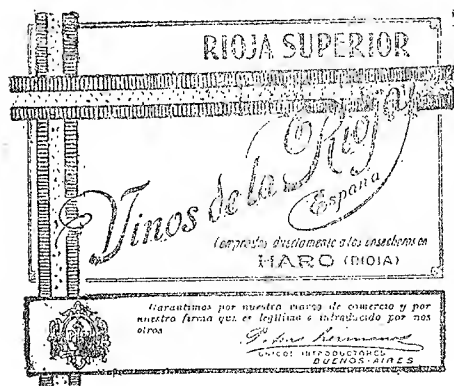 RIOJA SUPERIOR
Vinos de la Rioja
España
Comprados directamente a los cosecheros en
HARO (RIOJA)
Garantimos por nuestra marca de comercio y por
nuestra firma que es legítimo e introducido por nos
otros
hermanos
UNICOS INTRODUCTORES
BUENOS-AIRES